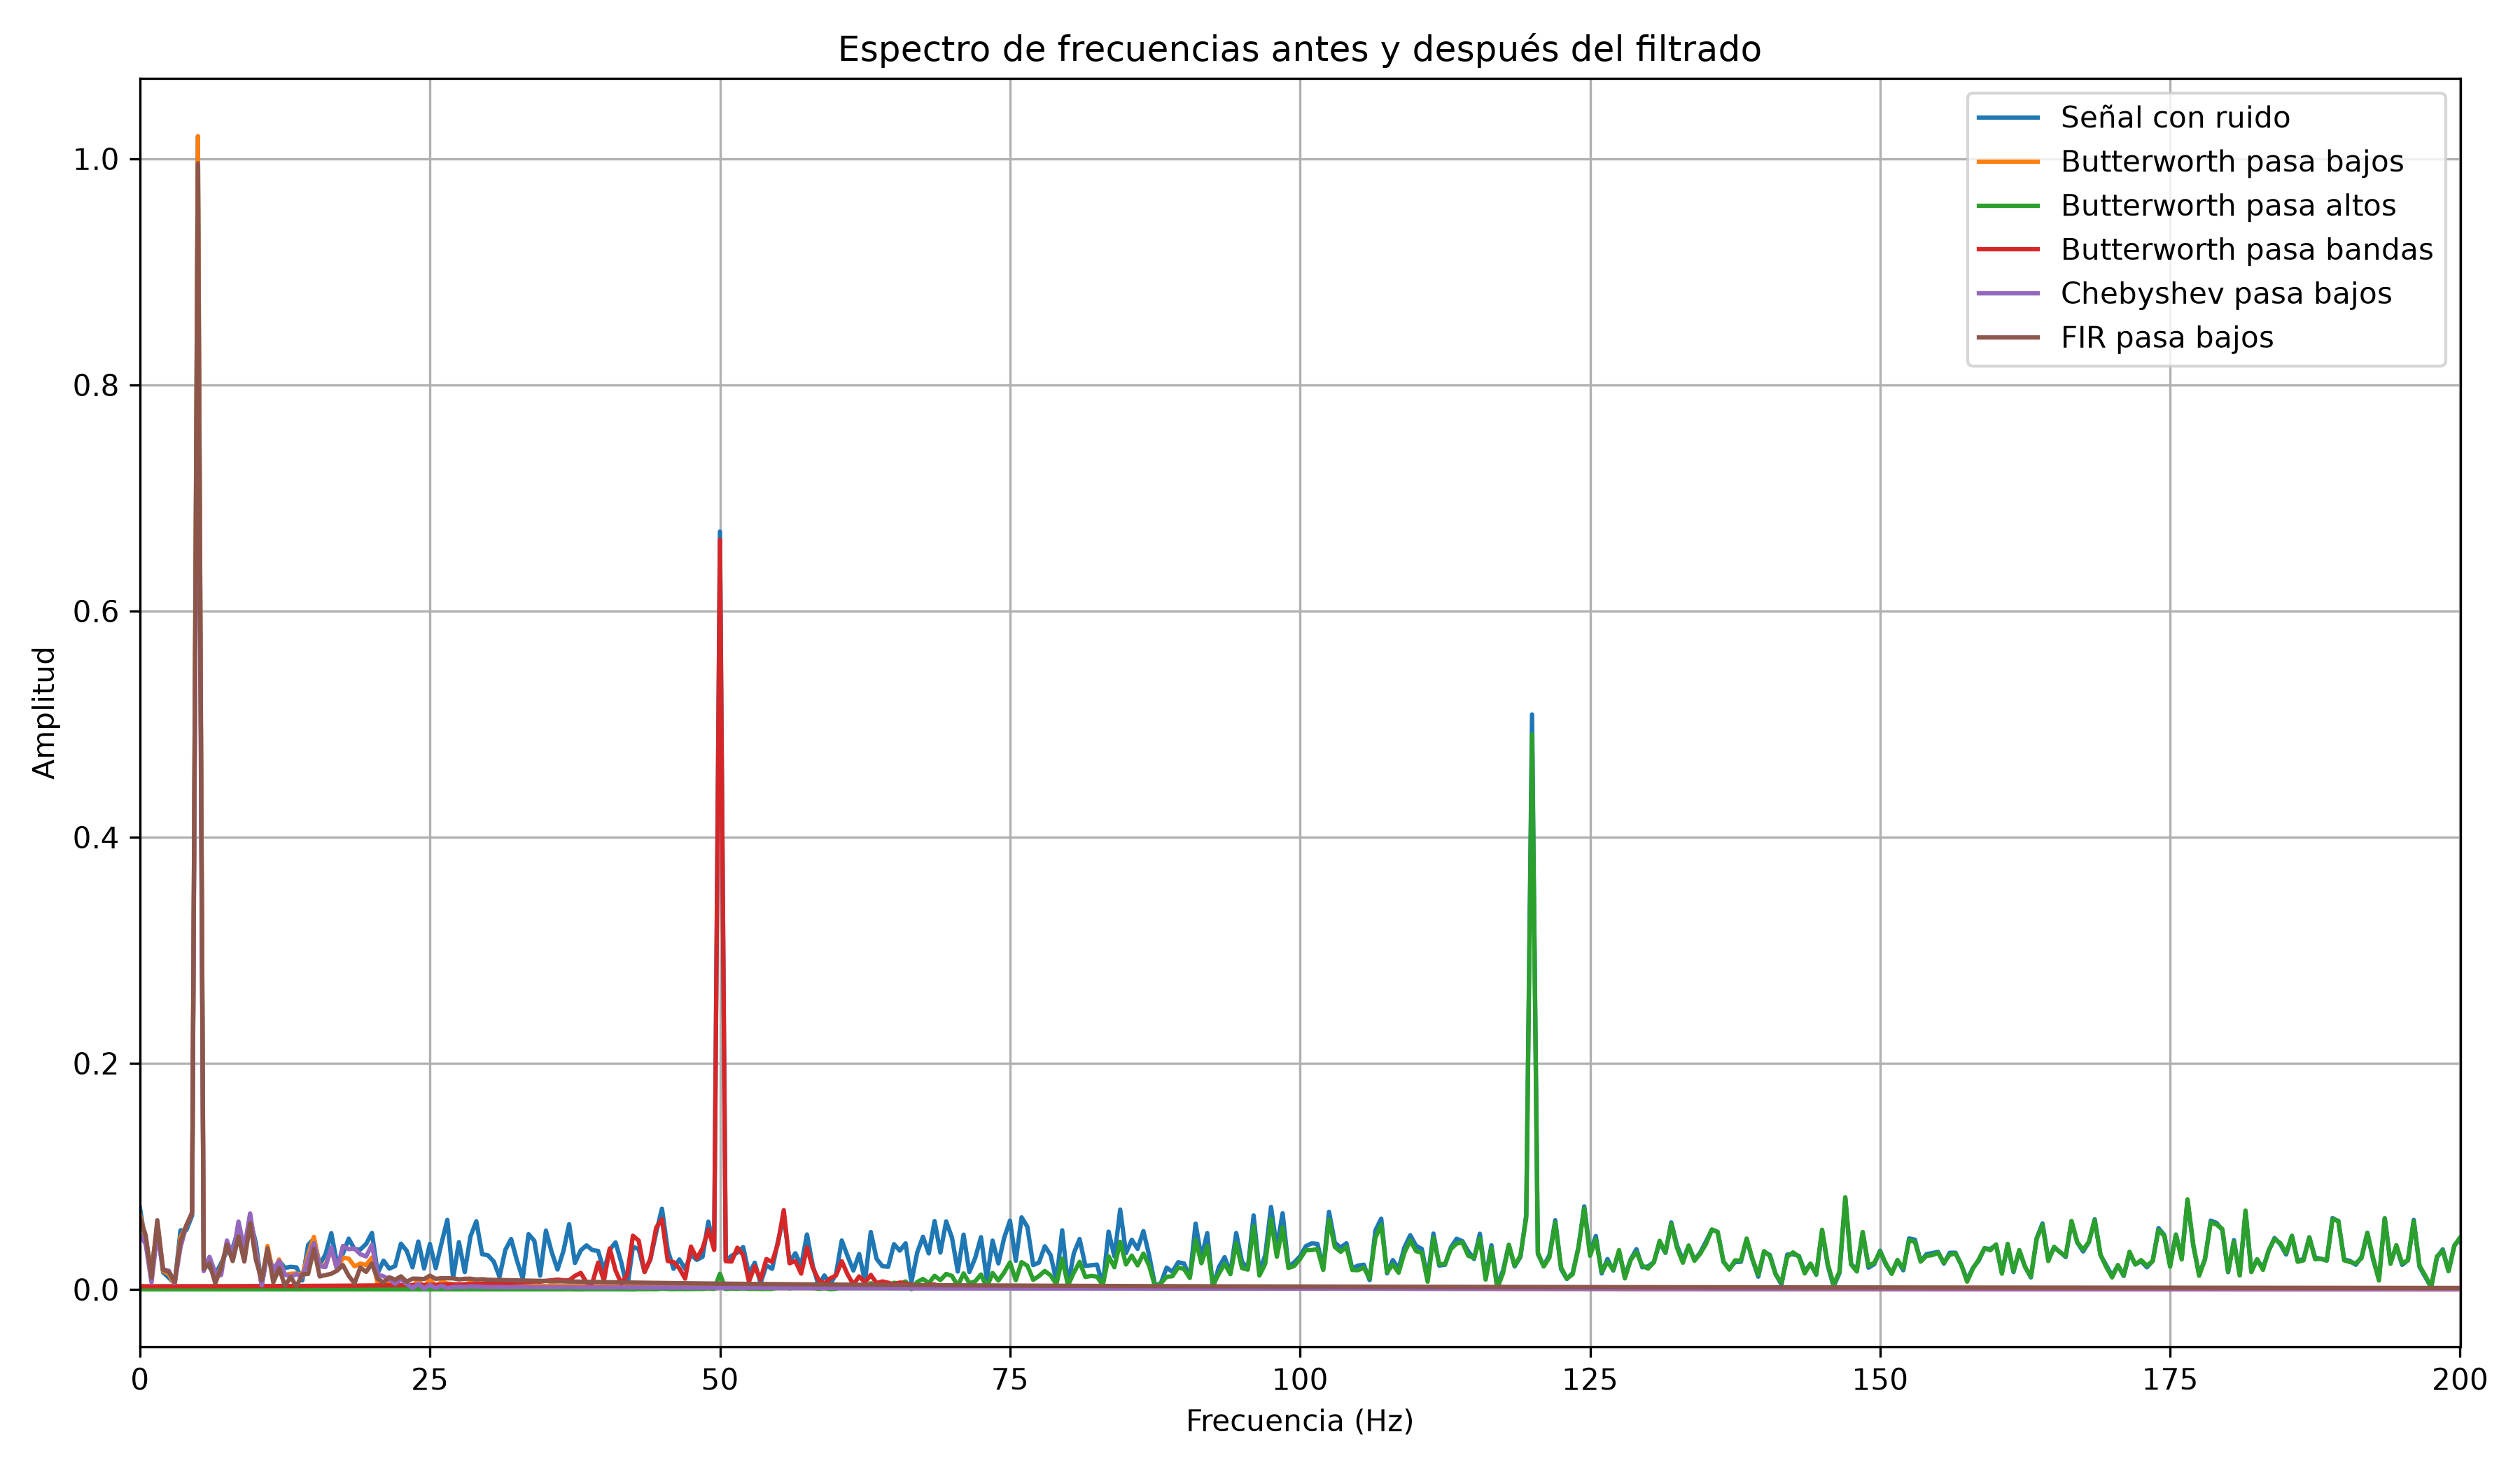 Espectro de frecuencias antes y después del filtrado
Señal con ruido
Butterworth pasa bajos
Butterworth pasa altos
Butterworth pasa bandas
Chebyshev pasa bajos
FIR pasa bajos
1.0
0.8
0.6
0.4
0.2
0.0
Amplitud
0 25 50 75 100 125 150 175 200
Frecuencia (Hz)